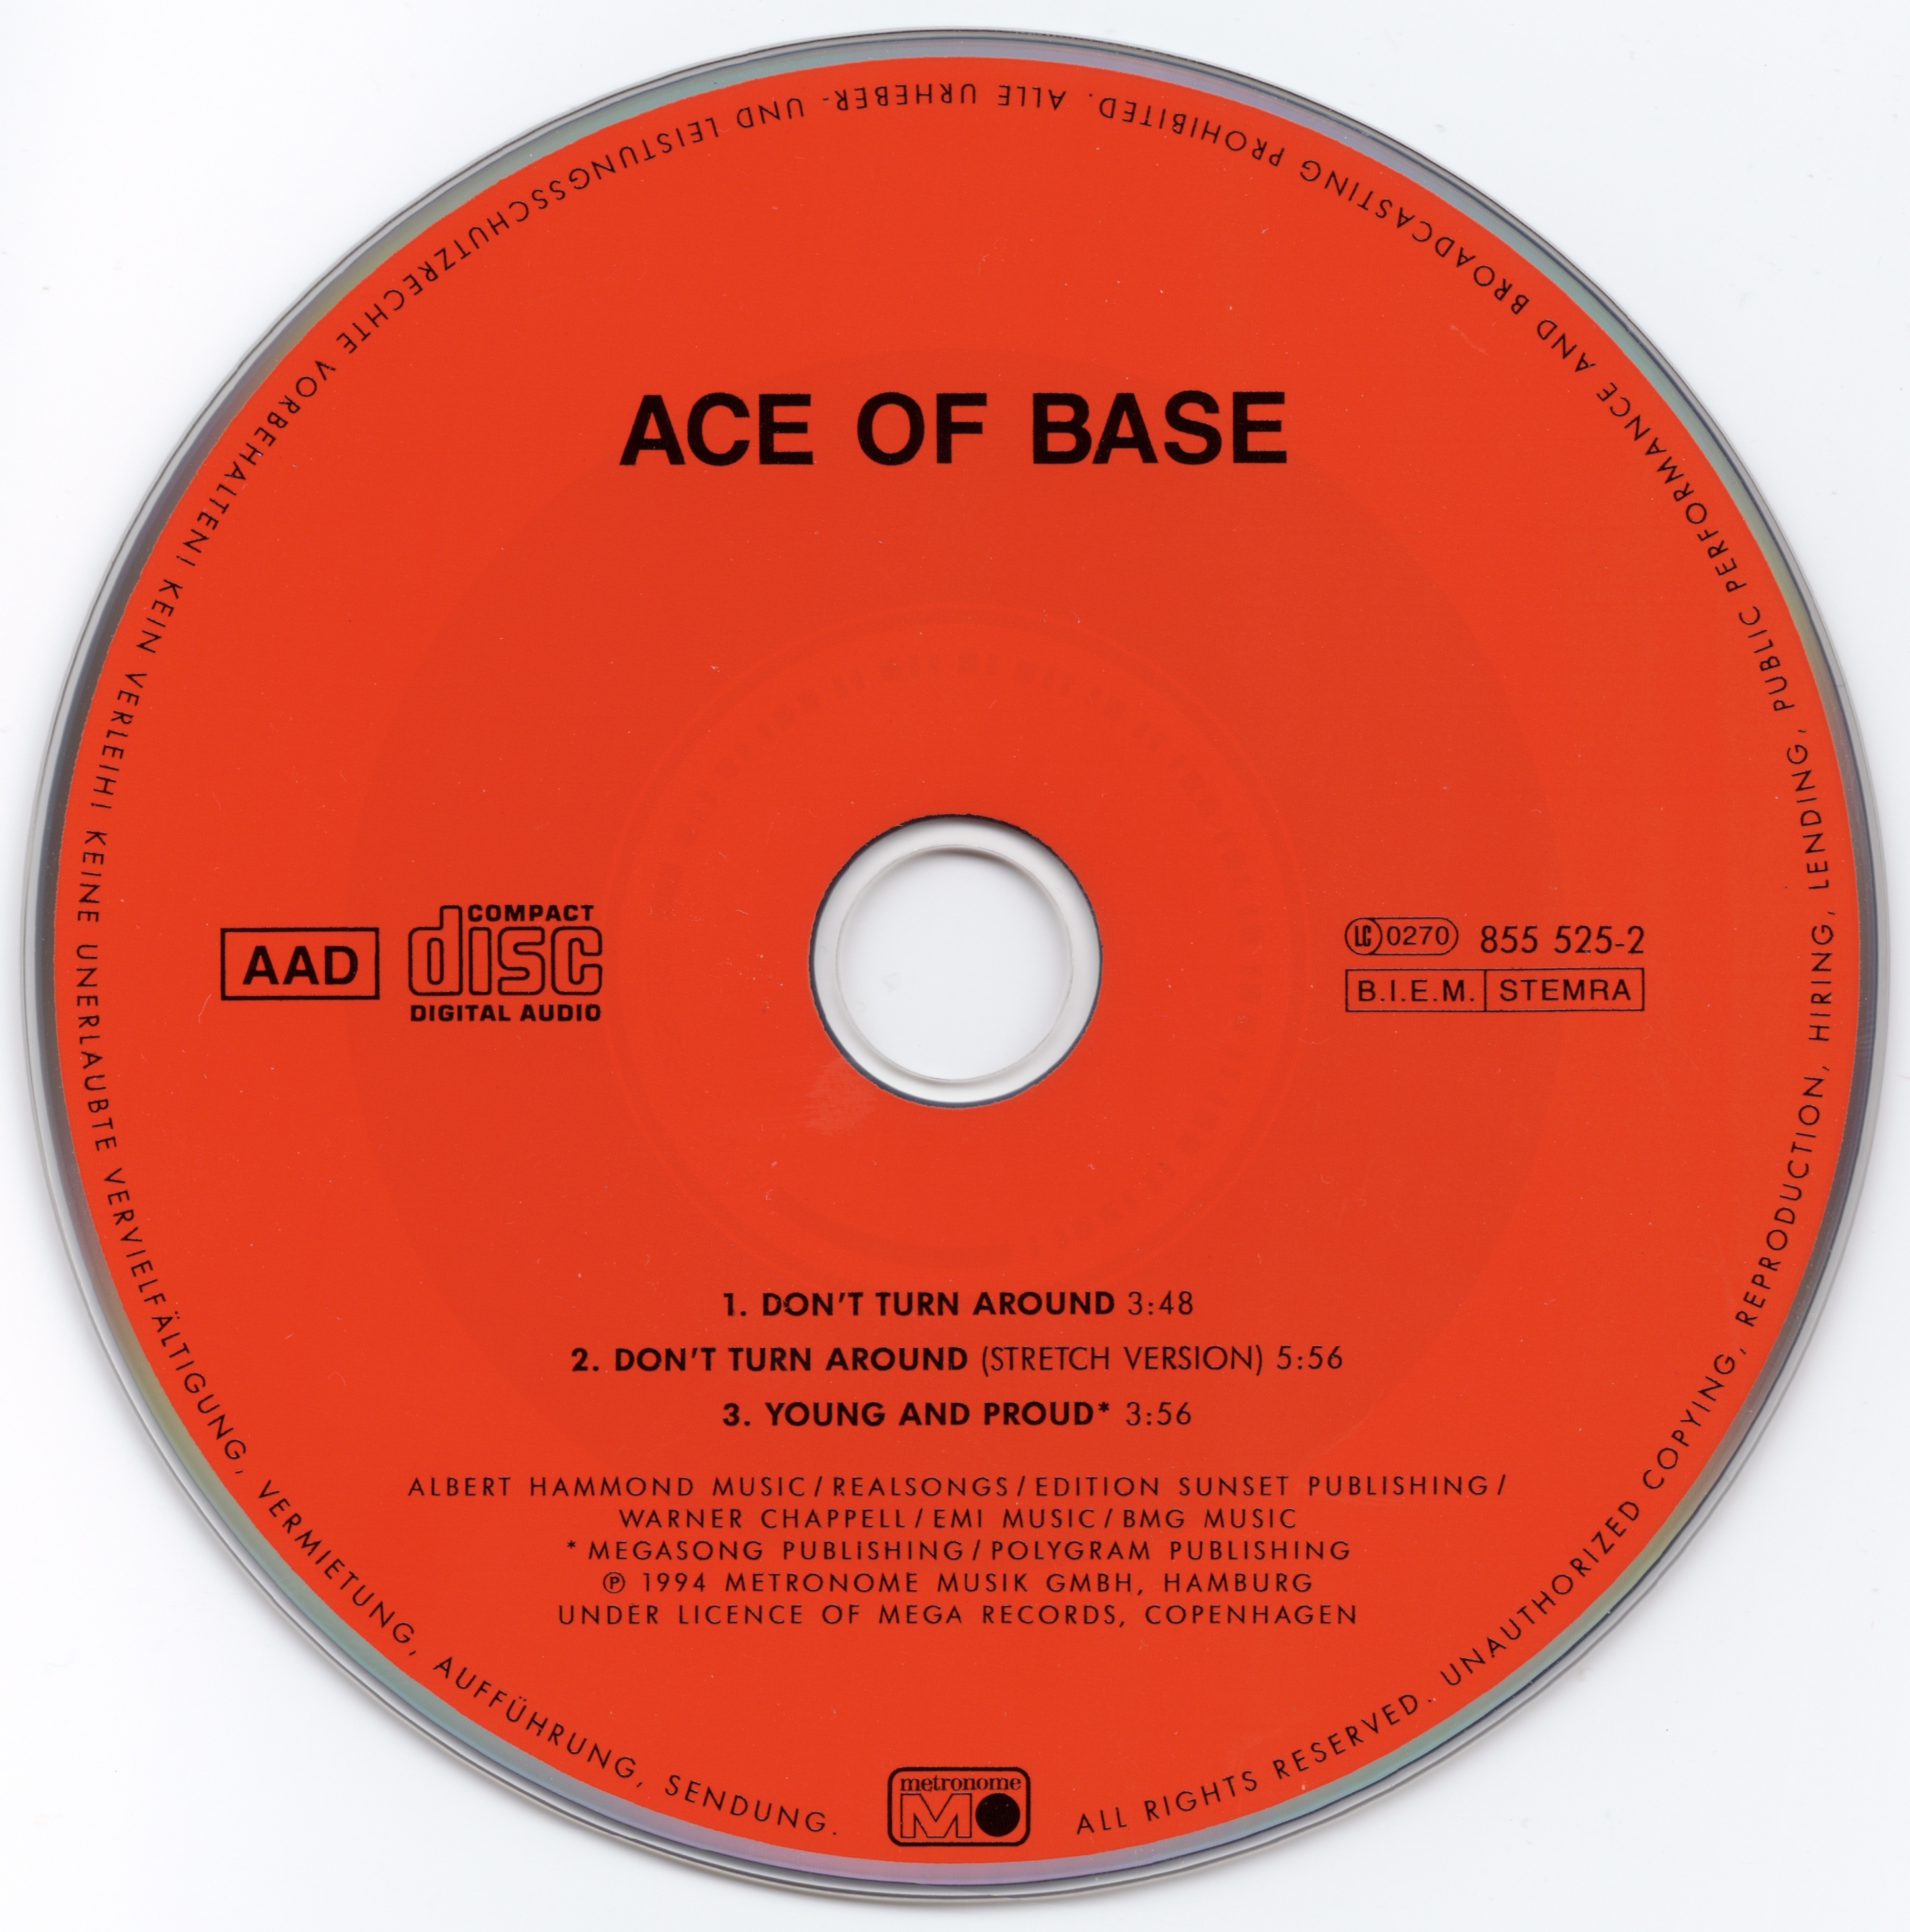 ACE OF BASE
AAD
COMPACT
disc
DIGITAL AUDIO
LC 0270 855 525-2
B.I.E.M. STEMRA
1. DON'T TURN AROUND 3:48
2. DON'T TURN AROUND (STRETCH VERSION) 5:56
3. YOUNG AND PROUD* 3:56
ALBERT HAMMOND MUSIC/REALSONGS/EDITION SUNSET PUBLISHING/
WARNER CHAPPELL/EMI MUSIC/BMG MUSIC
* MEGASONG PUBLISHING/POLYGRAM PUBLISHING
℗ 1994 METRONOME MUSIK GMBH, HAMBURG
UNDER LICENCE OF MEGA RECORDS, COPENHAGEN
metronome
M
ALL RIGHTS RESERVED. UNAUTHORIZED COPYING, REPRODUCTION, HIRING, LENDING, PUBLIC PERFORMANCE AND BROADCASTING PROHIBITED. ALLE URHEBER- UND LEISTUNGSSCHUTZRECHTE VORBEHALTEN! KEIN VERLEIH! KEINE UNERLAUBTE VERVIELFÄLTIGUNG, VERMIETUNG, AUFFÜHRUNG, SENDUNG.